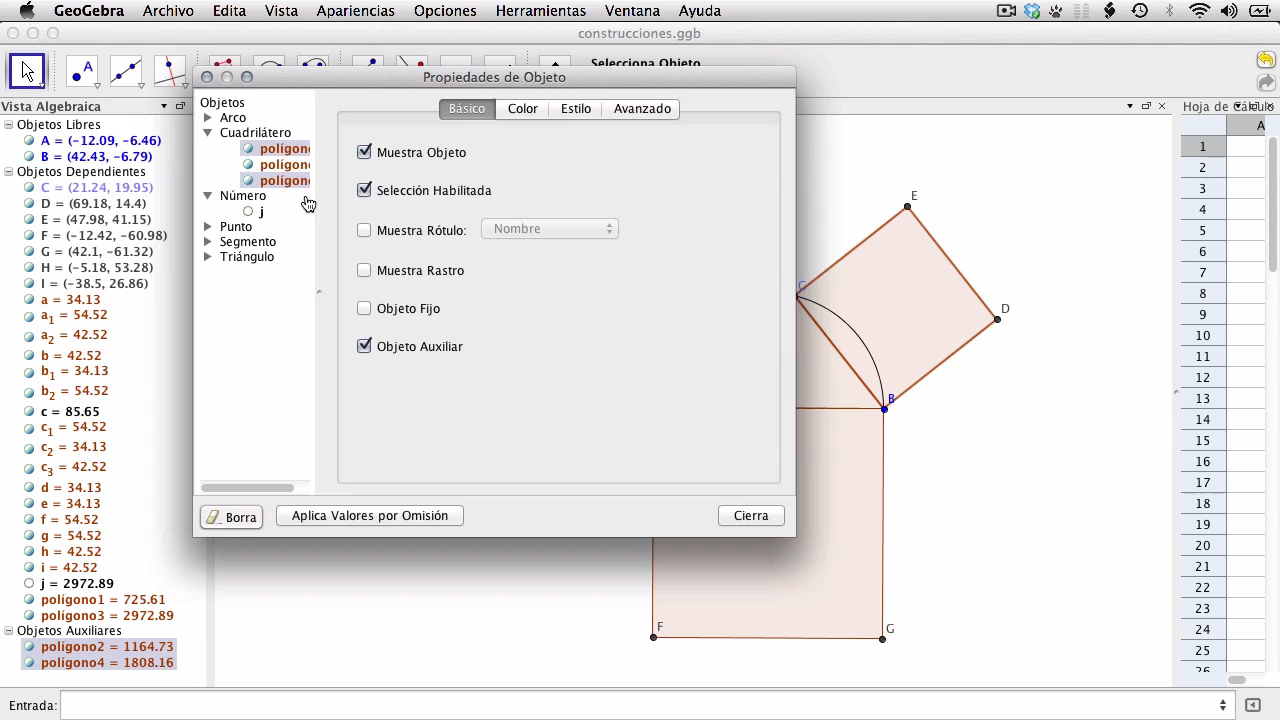 GeoGebra Archivo Edita Vista Apariencias Opciones Herramientas Ventana Ayuda
construcciones.ggb
Selecciona Objeto
Vista Algebraica
Objetos Libres
A = (-12.09, -6.46)
B = (42.43, -6.79)
Objetos Dependientes
C = (21.24, 19.95)
D = (69.18, 14.4)
E = (47.98, 41.15)
F = (-12.42, -60.98)
G = (42.1, -61.32)
H = (-5.18, 53.28)
I = (-38.5, 26.86)
a = 34.13
a1 = 54.52
a2 = 42.52
b = 42.52
b1 = 34.13
b2 = 54.52
c = 85.65
c1 = 54.52
c2 = 34.13
c3 = 42.52
d = 34.13
e = 34.13
f = 54.52
g = 54.52
h = 42.52
i = 42.52
j = 2972.89
polígono1 = 725.61
polígono3 = 2972.89
Objetos Auxiliares
polígono2 = 1164.73
polígono4 = 1808.16
Propiedades de Objeto
Objetos
Arco
Cuadrilátero
polígono
polígono
polígono
Número
j
Punto
Segmento
Triángulo
Básico Color Estilo Avanzado
Muestra Objeto
Selección Habilitada
Muestra Rótulo: Nombre
Muestra Rastro
Objeto Fijo
Objeto Auxiliar
Borra Aplica Valores por Omisión Cierra
E
C
D
B
F
G
Hoja de Cálculo
A
1
2
3
4
5
6
7
8
9
10
11
12
13
14
15
16
17
18
19
20
21
22
23
24
25
26
Entrada: